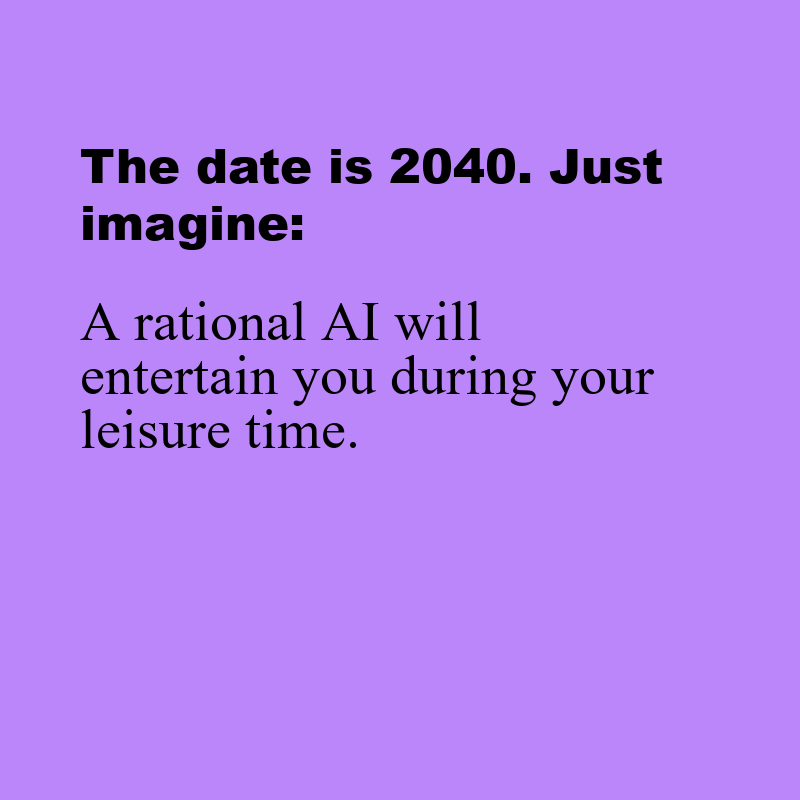 The date is 2040. Just
imagine:
A rational AI will
entertain you during your
leisure time.